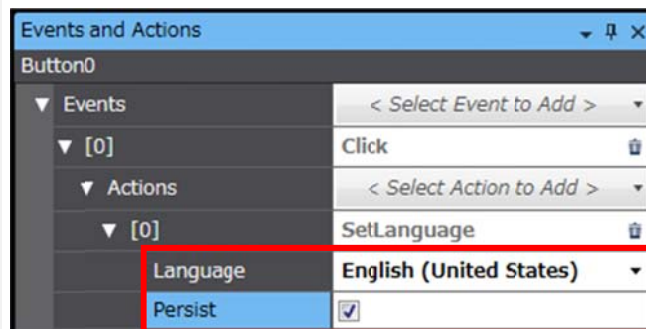 Events and Actions
Button0
Events < Select Event to Add >
[0] Click
Actions < Select Action to Add >
[0] SetLanguage
Language English (United States)
Persist